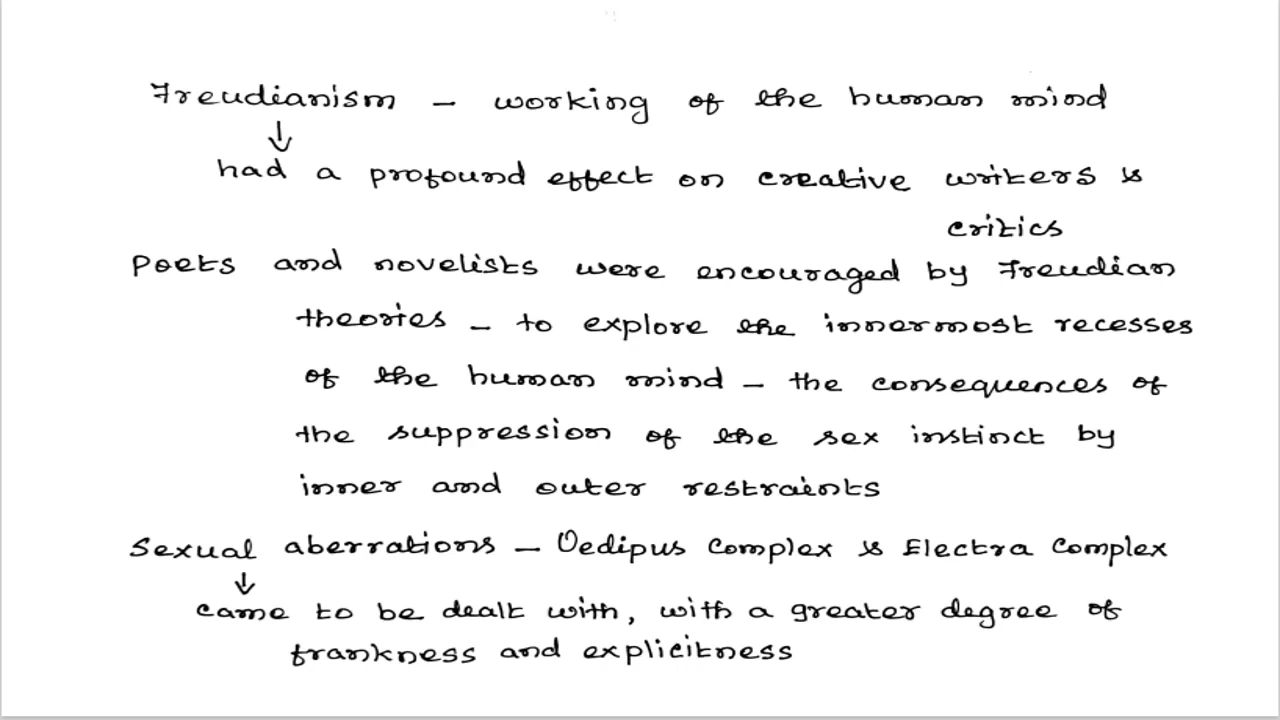 Freudianism - working of the human mind
↓
had a profound effect on creative writers &
critics
Poets and novelists were encouraged by Freudian
theories - to explore the innermost recesses
of the human mind - the consequences of
the suppression of the sex instinct by
inner and outer restraints
Sexual aberrations - Oedipus Complex & Electra Complex
↓
came to be dealt with, with a greater degree of
frankness and explicitness